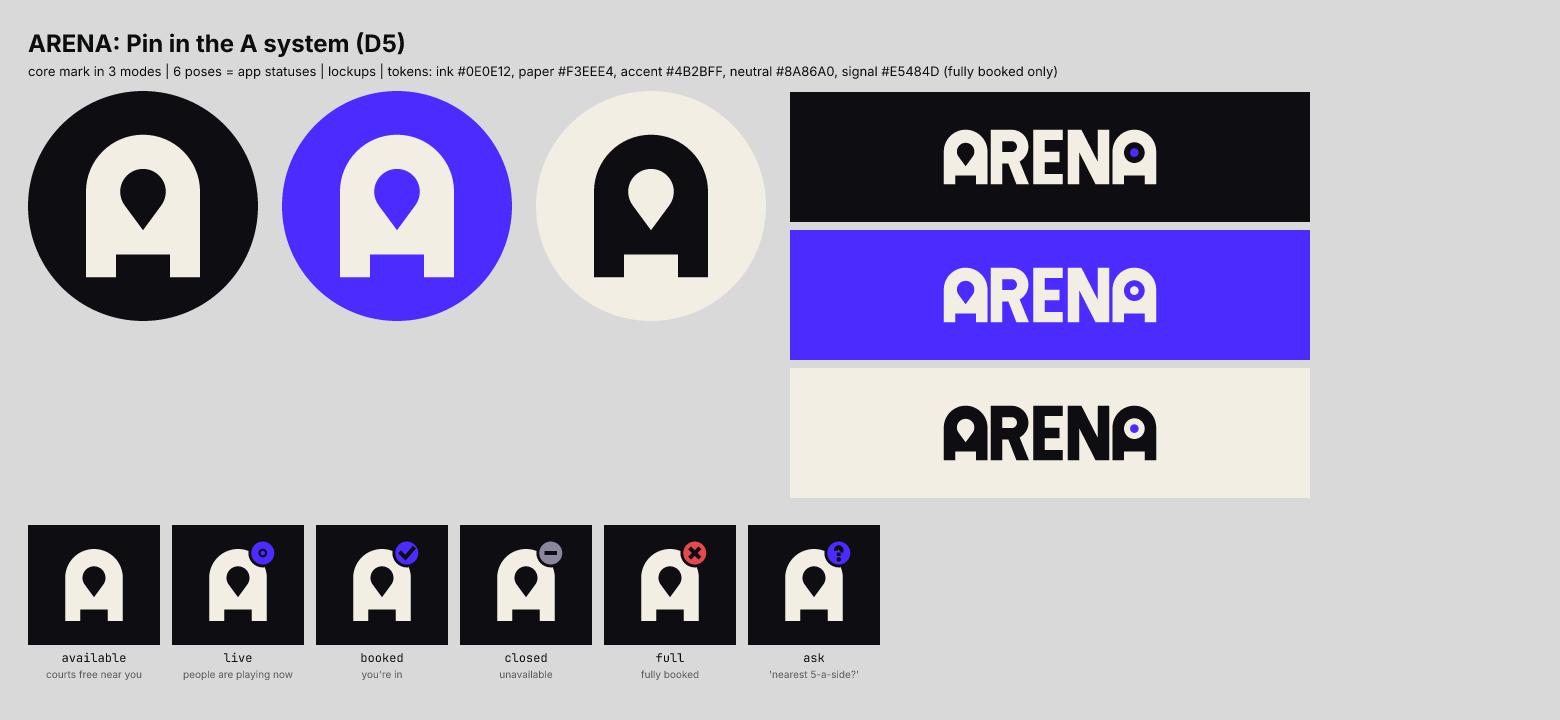 ARENA: Pin in the A system (D5)
core mark in 3 modes | 6 poses = app statuses | lockups | tokens: ink #0E0E12, paper #F3EEE4, accent #4B2BFF, neutral #8A86A0, signal #E5484D (fully booked only)
A A A
ARENA
ARENA
ARENA
A A A A A A
available live booked closed full ask
courts free near you people are playing now you're in unavailable fully booked 'nearest 5-a-side?'